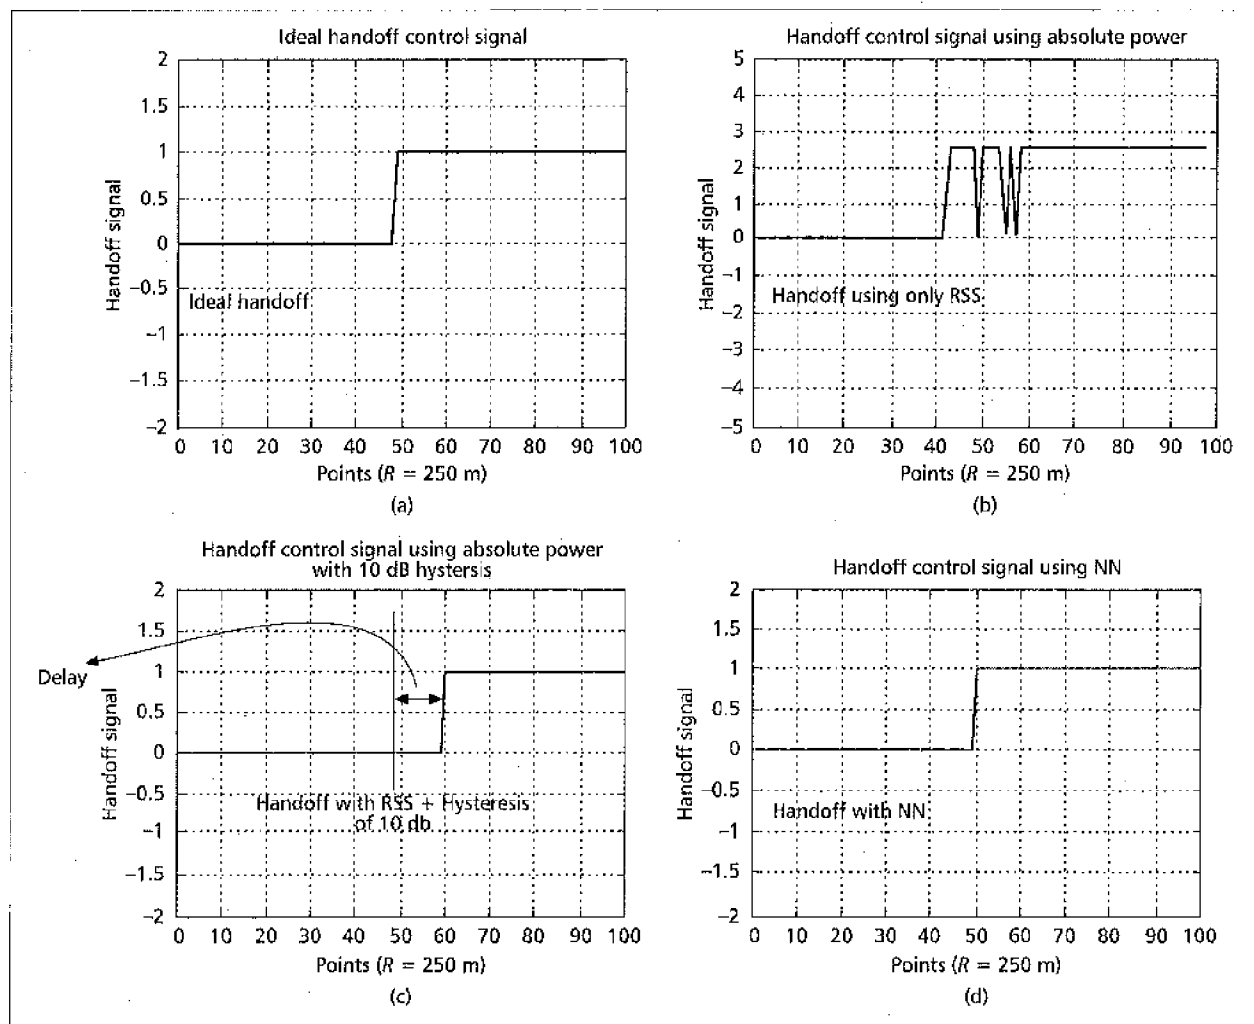 Ideal handoff control signal
2
1.5
1
0.5
0
−0.5
−1
−1.5
−2
Handoff signal
Ideal handoff
0 10 20 30 40 50 60 70 80 90 100
Points (R = 250 m)
(a)
Handoff control signal using absolute power
5
4
3
2
1
0
−1
−2
−3
−4
−5
Handoff signal
Handoff using only RSS
0 10 20 30 40 50 60 70 80 90 100
Points (R = 250 m)
(b)
Handoff control signal using absolute power
with 10 dB hystersis
2
1.5
1
0.5
0
−0.5
−1
−1.5
−2
Delay
Handoff signal
Handoff with RSS + Hysteresis
of 10 db
0 10 20 30 40 50 60 70 80 90 100
Points (R = 250 m)
(c)
Handoff control signal using NN
2
1.5
1
0.5
0
−0.5
−1
−1.5
−2
Handoff signal
Handoff with NN
0 10 20 30 40 50 60 70 80 90 100
Points (R = 250 m)
(d)